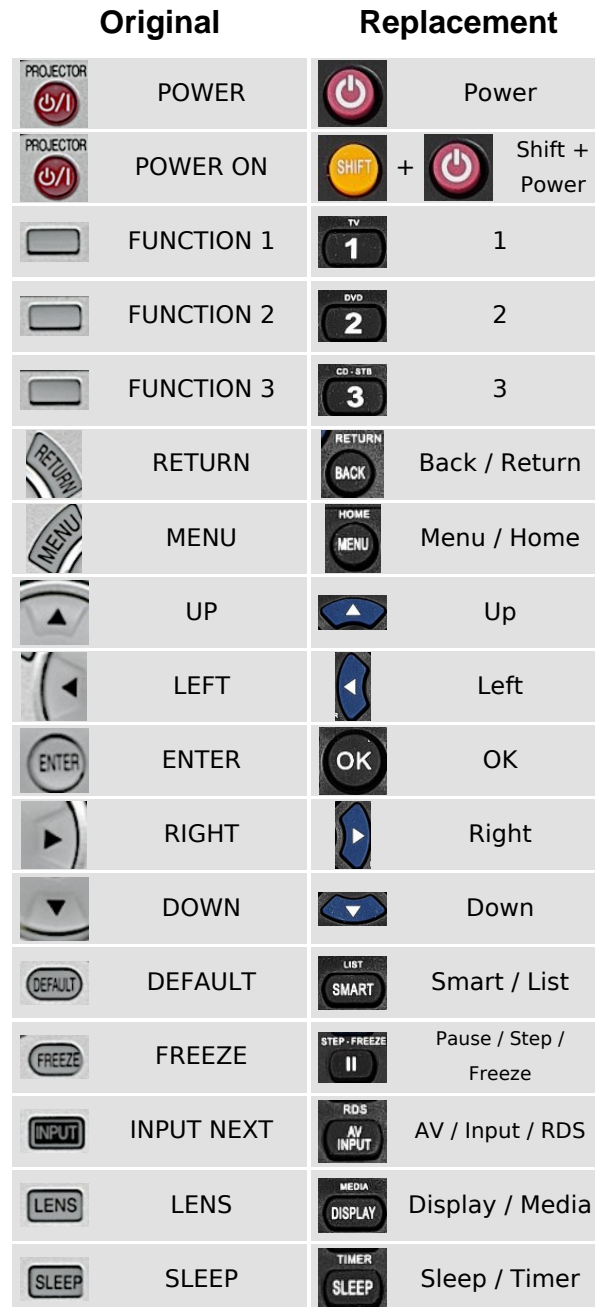 Original Replacement
PROJECTOR
POWER Power
PROJECTOR
POWER ON SHIFT + Shift + Power
FUNCTION 1 TV 1 1
FUNCTION 2 DVD 2 2
FUNCTION 3 CD - STB 3 3
RETURN RETURN RETURN BACK Back / Return
MENU MENU HOME MENU Menu / Home
UP Up
LEFT Left
ENTER ENTER OK OK
RIGHT Right
DOWN Down
DEFAULT DEFAULT LIST SMART Smart / List
FREEZE FREEZE STEP - FREEZE Pause / Step / Freeze
INPUT INPUT NEXT RDS AV INPUT AV / Input / RDS
LENS LENS MEDIA DISPLAY Display / Media
SLEEP SLEEP TIMER SLEEP Sleep / Timer